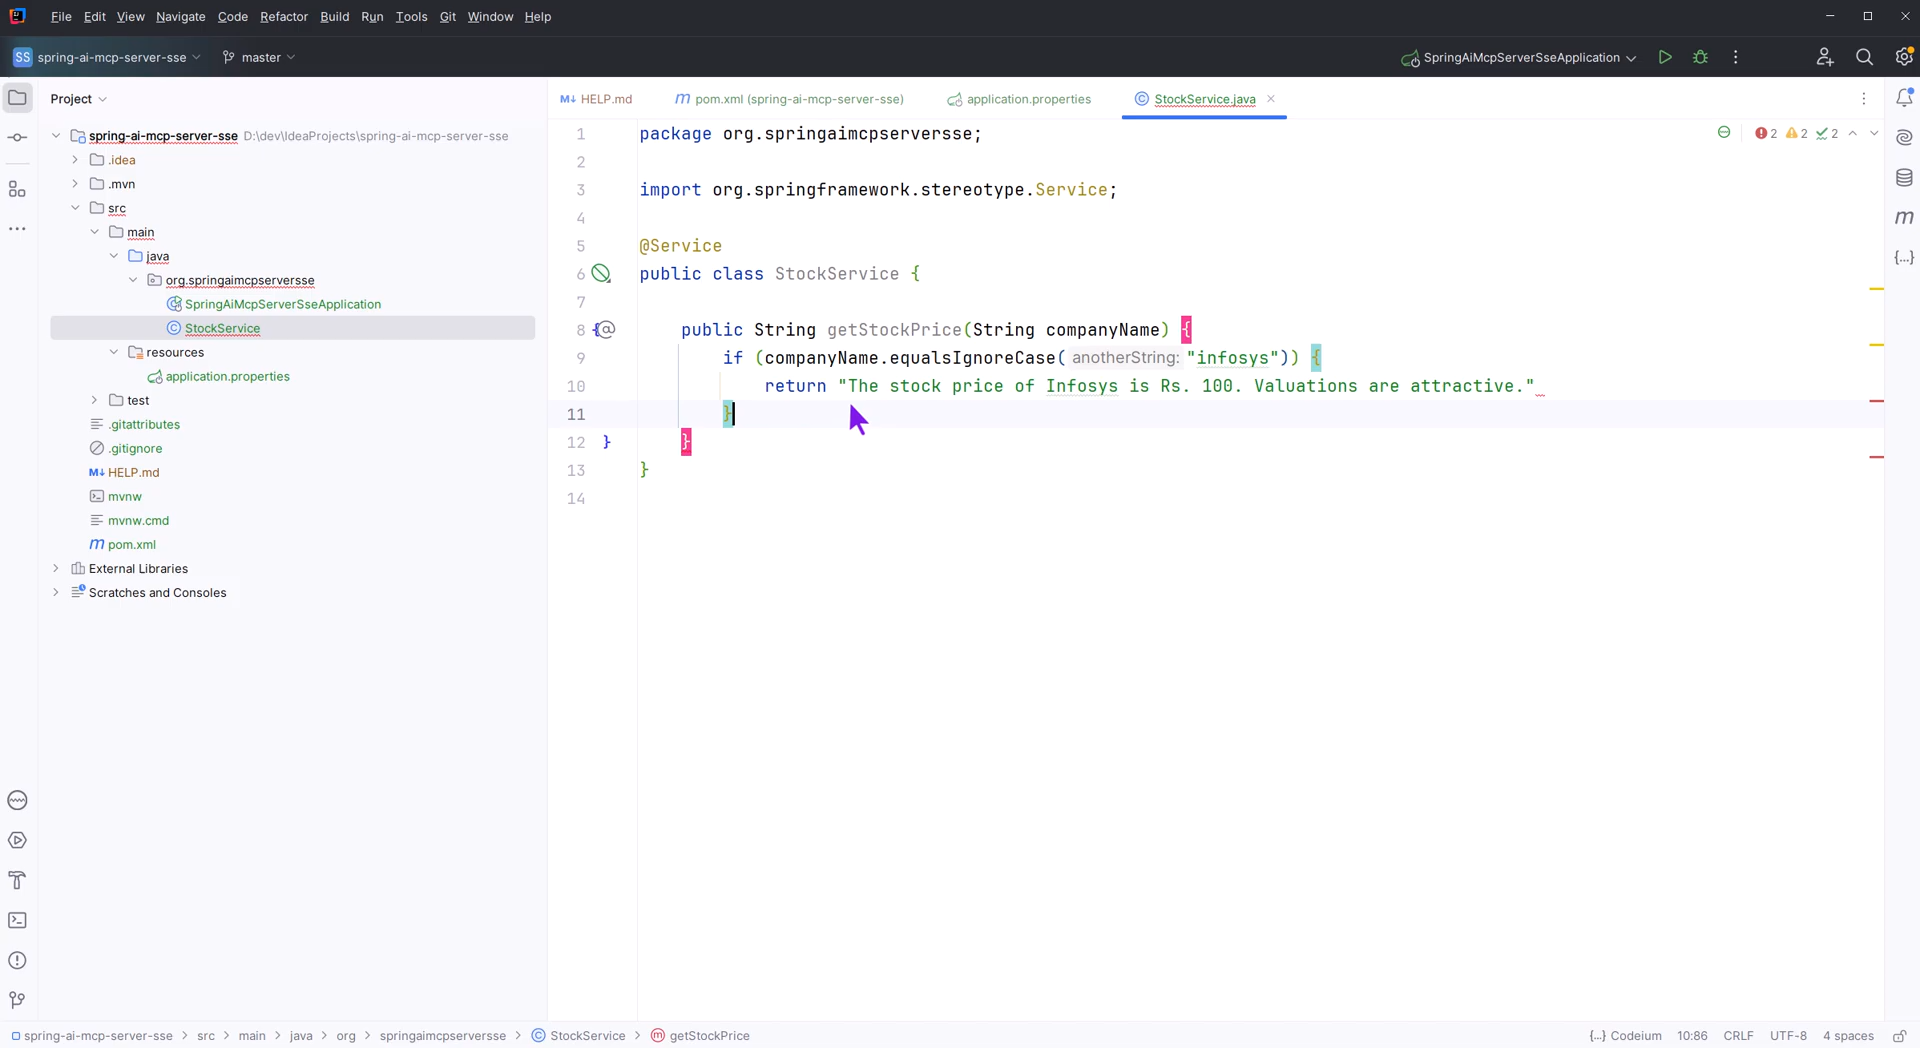 File Edit View Navigate Code Refactor Build Run Tools Git Window Help
SS spring-ai-mcp-server-sse master SpringAiMcpServerSseApplication
Project
spring-ai-mcp-server-sse D:\dev\IdeaProjects\spring-ai-mcp-server-sse
.idea
.mvn
src
main
java
org.springaimcpserversse
SpringAiMcpServerSseApplication
StockService
resources
application.properties
test
.gitattributes
.gitignore
M↓ HELP.md
mvnw
mvnw.cmd
m pom.xml
External Libraries
Scratches and Consoles
M↓ HELP.md m pom.xml (spring-ai-mcp-server-sse) application.properties StockService.java
2 2 2
1 package org.springaimcpserversse;
2
3 import org.springframework.stereotype.Service;
4
5 @Service
6 public class StockService {
7
8 public String getStockPrice(String companyName) {
9 if (companyName.equalsIgnoreCase( anotherString: "infosys")) {
10 return "The stock price of Infosys is Rs. 100. Valuations are attractive."
11 }
12 }
13 }
14
spring-ai-mcp-server-sse > src > main > java > org > springaimcpserversse > StockService > getStockPrice {...} Codeium 10:86 CRLF UTF-8 4 spaces